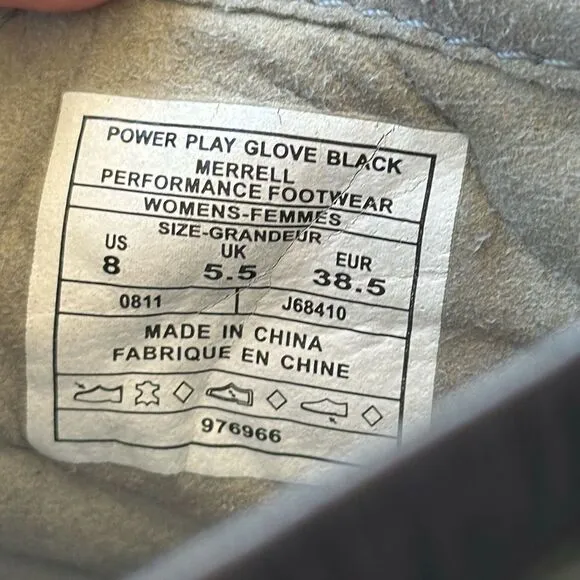 POWER PLAY GLOVE BLACK
MERRELL
PERFORMANCE FOOTWEAR
WOMENS-FEMMES
SIZE-GRANDEUR
US UK EUR
8 5.5 38.5
0811 J68410
MADE IN CHINA
FABRIQUE EN CHINE
976966